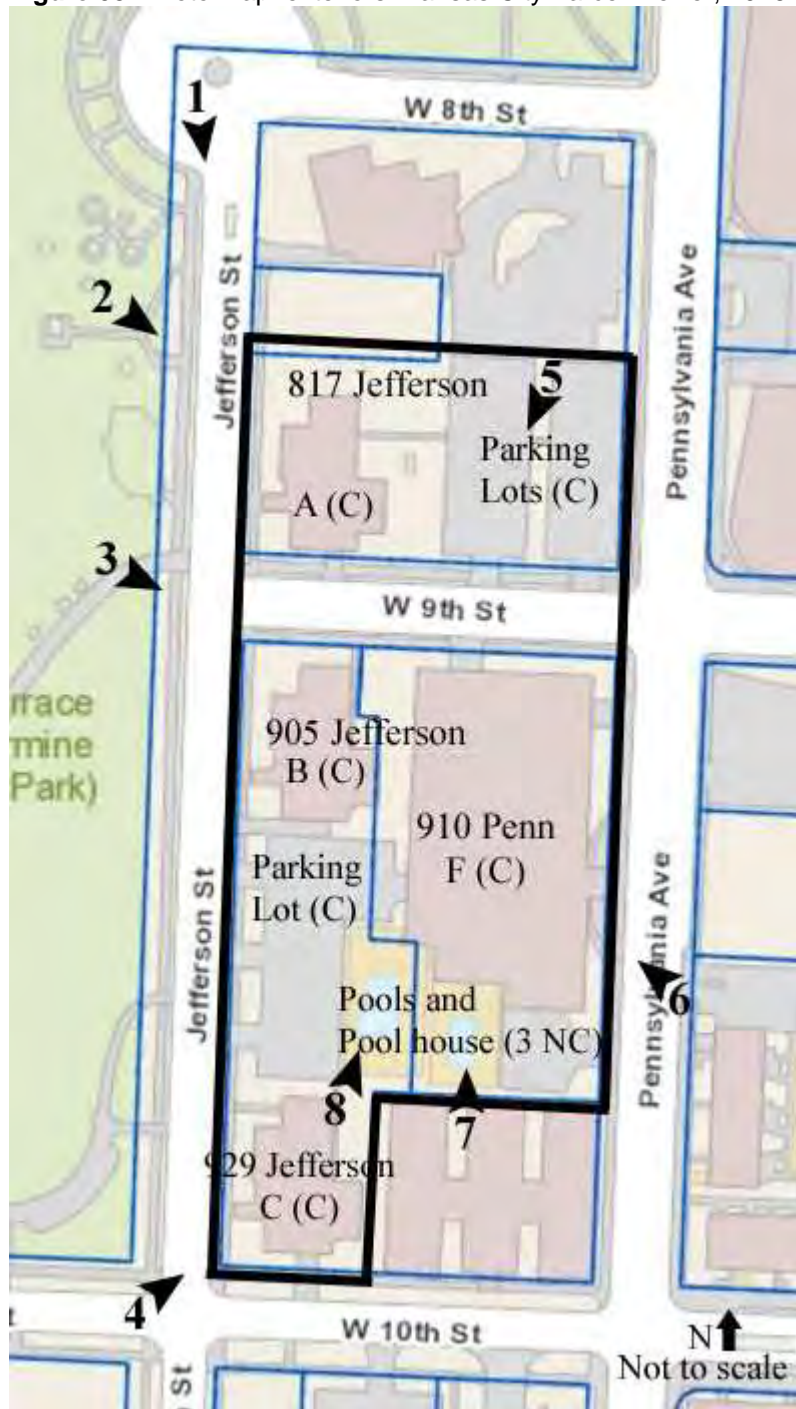 1
W 8th St
2
Jefferson St
Pennsylvania Ave
817 Jefferson
5
Parking
Lots (C)
A (C)
3
W 9th St
rrace
rmine
Park)
905 Jefferson
B (C)
910 Penn
F (C)
Parking
Lot (C)
Jefferson St
Pennsylvania Ave
6
Pools and
Pool house (3 NC)
8
7
929 Jefferson
C (C)
4
W 10th St
N
Not to scale
St